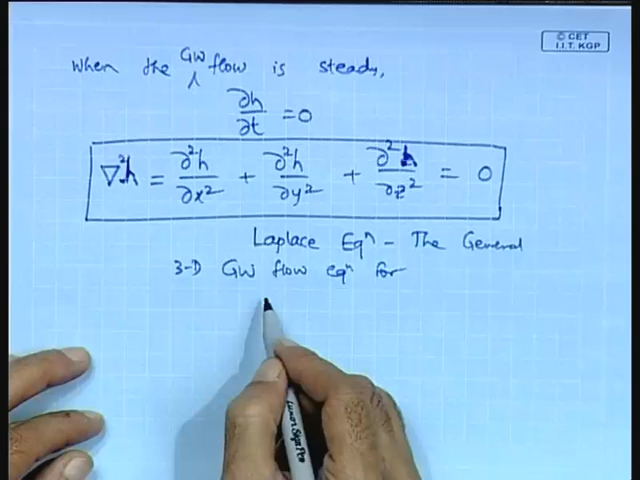 © CET
I.I.T. KGP
When the GW flow is steady,
∂h/∂t = 0
∇²h = ∂²h/∂x² + ∂²h/∂y² + ∂²h/∂z² = 0
Laplace Eqⁿ – The General
3-D GW flow eqⁿ for